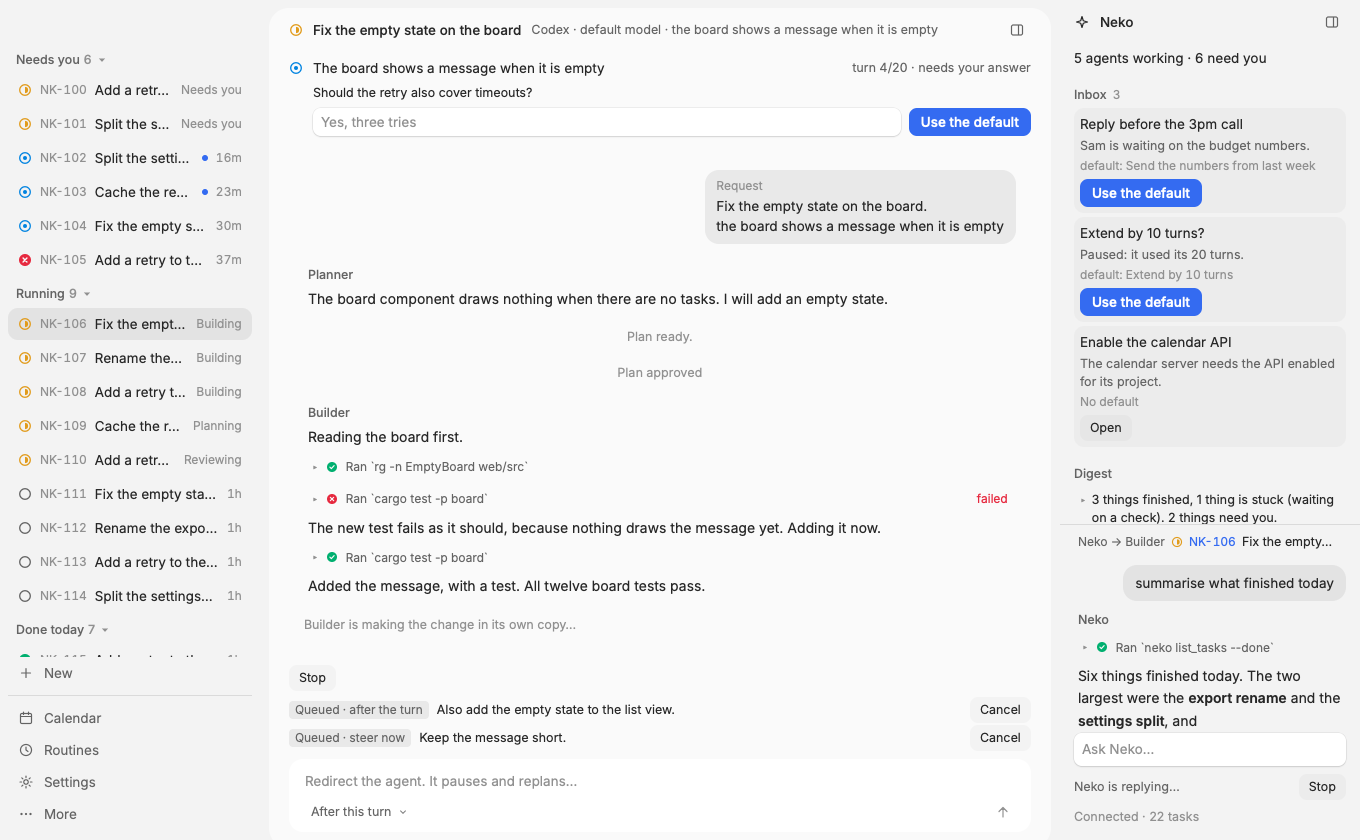 Needs you 6
NK-100 Add a retr... Needs you
NK-101 Split the s... Needs you
NK-102 Split the setti... 16m
NK-103 Cache the re... 23m
NK-104 Fix the empty s... 30m
NK-105 Add a retry to t... 37m
Running 9
NK-106 Fix the empt... Building
NK-107 Rename the... Building
NK-108 Add a retry t... Building
NK-109 Cache the r... Planning
NK-110 Add a retr... Reviewing
NK-111 Fix the empty sta... 1h
NK-112 Rename the expo... 1h
NK-113 Add a retry to the... 1h
NK-114 Split the settings... 1h
Done today 7
New
Calendar
Routines
Settings
More
Fix the empty state on the board Codex · default model · the board shows a message when it is empty
The board shows a message when it is empty turn 4/20 · needs your answer
Should the retry also cover timeouts?
Yes, three tries Use the default
Request
Fix the empty state on the board.
the board shows a message when it is empty
Planner
The board component draws nothing when there are no tasks. I will add an empty state.
Plan ready.
Plan approved
Builder
Reading the board first.
Ran `rg -n EmptyBoard web/src`
Ran `cargo test -p board` failed
The new test fails as it should, because nothing draws the message yet. Adding it now.
Ran `cargo test -p board`
Added the message, with a test. All twelve board tests pass.
Builder is making the change in its own copy...
Stop
Queued · after the turn Also add the empty state to the list view. Cancel
Queued · steer now Keep the message short. Cancel
Redirect the agent. It pauses and replans...
After this turn
Neko
5 agents working · 6 need you
Inbox 3
Reply before the 3pm call
Sam is waiting on the budget numbers.
default: Send the numbers from last week
Use the default
Extend by 10 turns?
Paused: it used its 20 turns.
default: Extend by 10 turns
Use the default
Enable the calendar API
The calendar server needs the API enabled
for its project.
No default
Open
Digest
3 things finished, 1 thing is stuck (waiting
on a check). 2 things need you.
Neko → Builder NK-106 Fix the empty...
summarise what finished today
Neko
Ran `neko list_tasks --done`
Six things finished today. The two
largest were the export rename and the
settings split, and
Ask Neko...
Neko is replying... Stop
Connected · 22 tasks